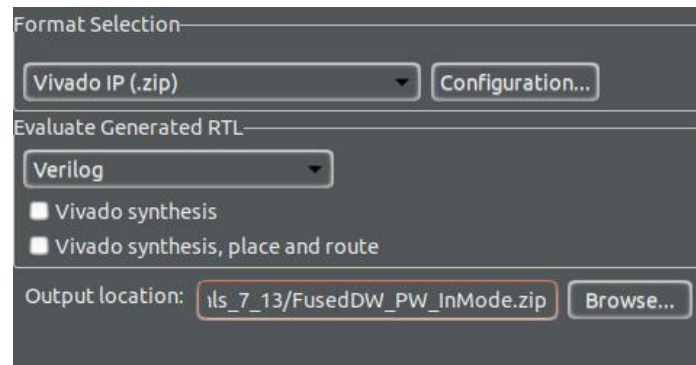 Format Selection
Vivado IP (.zip) Configuration...
Evaluate Generated RTL
Verilog
Vivado synthesis
Vivado synthesis, place and route
Output location: ls_7_13/FusedDW_PW_InMode.zip Browse...